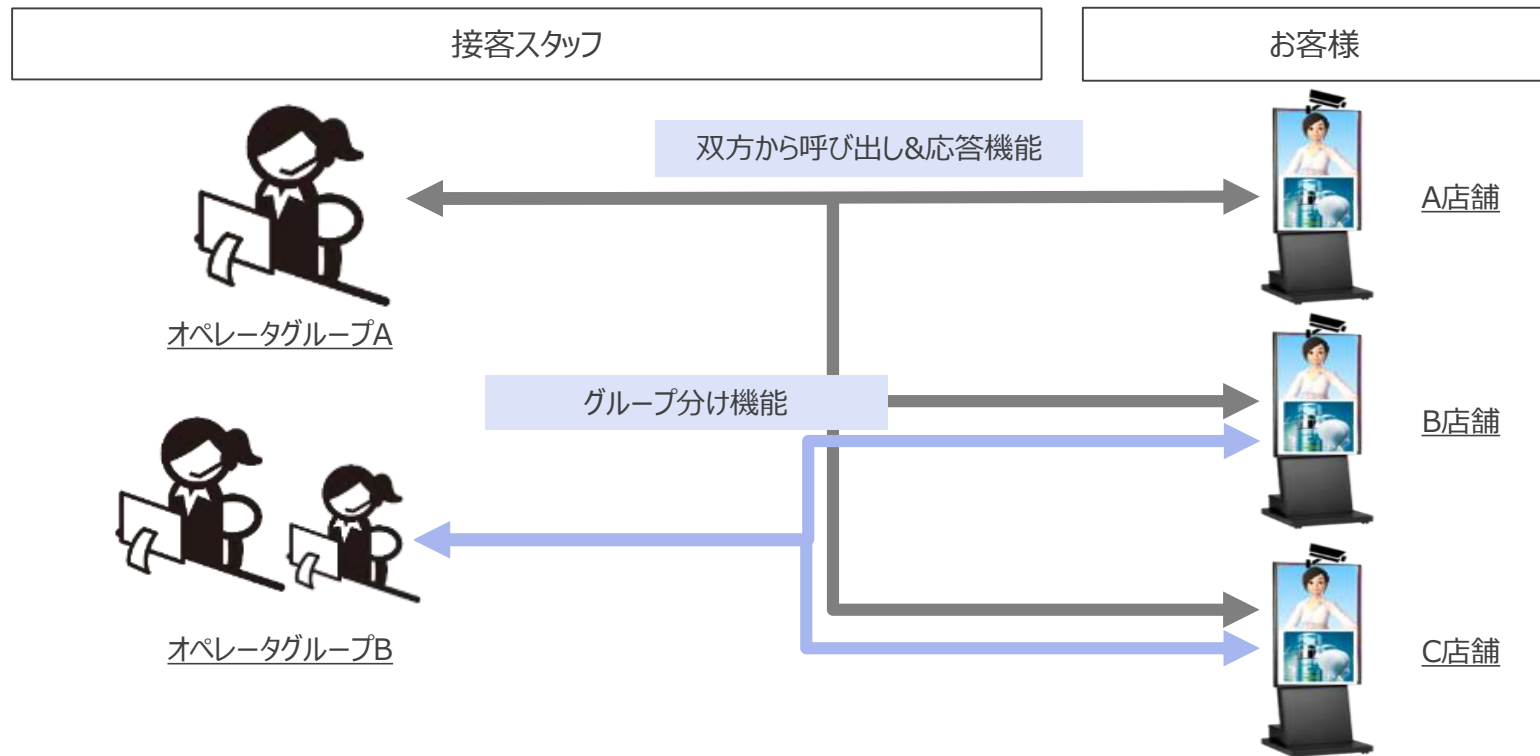 接客スタッフ
お客様
双方から呼び出し&応答機能
A店舗
オペレータグループA
グループ分け機能
B店舗
オペレータグループB
C店舗